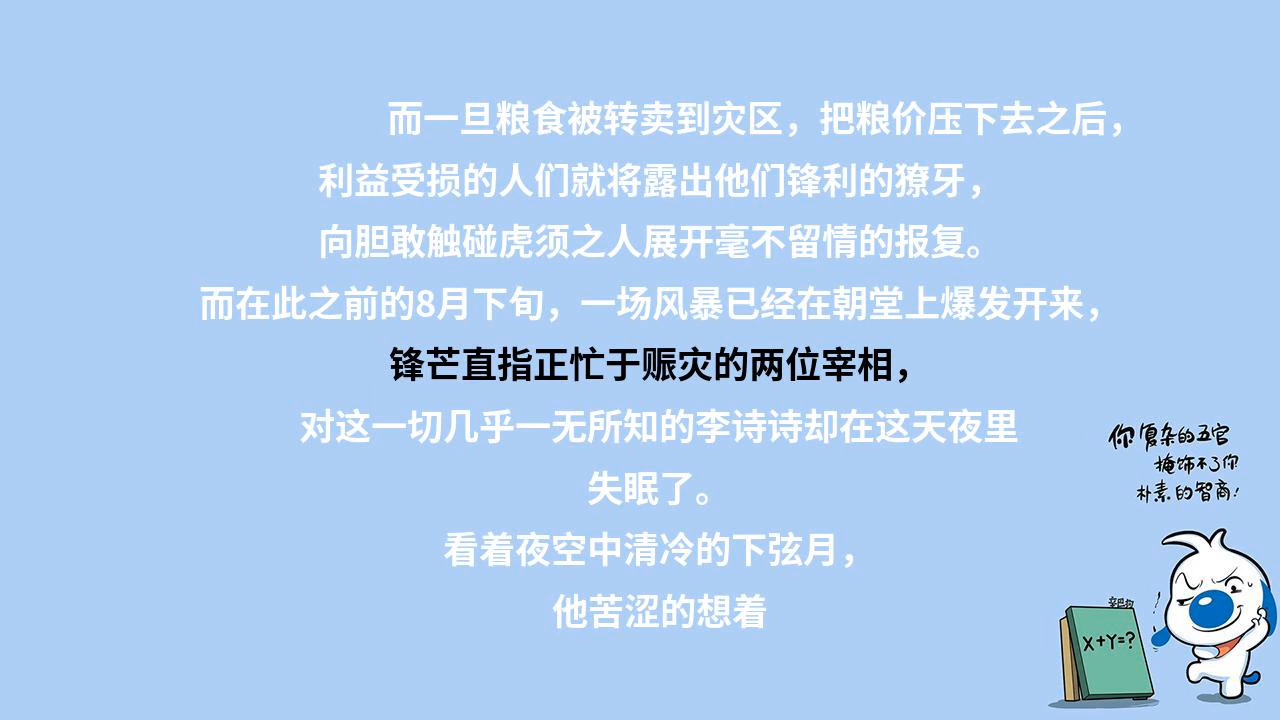 而一旦粮食被转卖到灾区，把粮价压下去之后，
利益受损的人们就将露出他们锋利的獠牙，
向胆敢触碰虎须之人展开毫不留情的报复。
而在此之前的8月下旬，一场风暴已经在朝堂上爆发开来，
锋芒直指正忙于赈灾的两位宰相，
对这一切几乎一无所知的李诗诗却在这天夜里
失眠了。
看着夜空中清冷的下弦月，
他苦涩的想着
你复杂的五官
掩饰不了你
朴素的智商！
X+Y=?